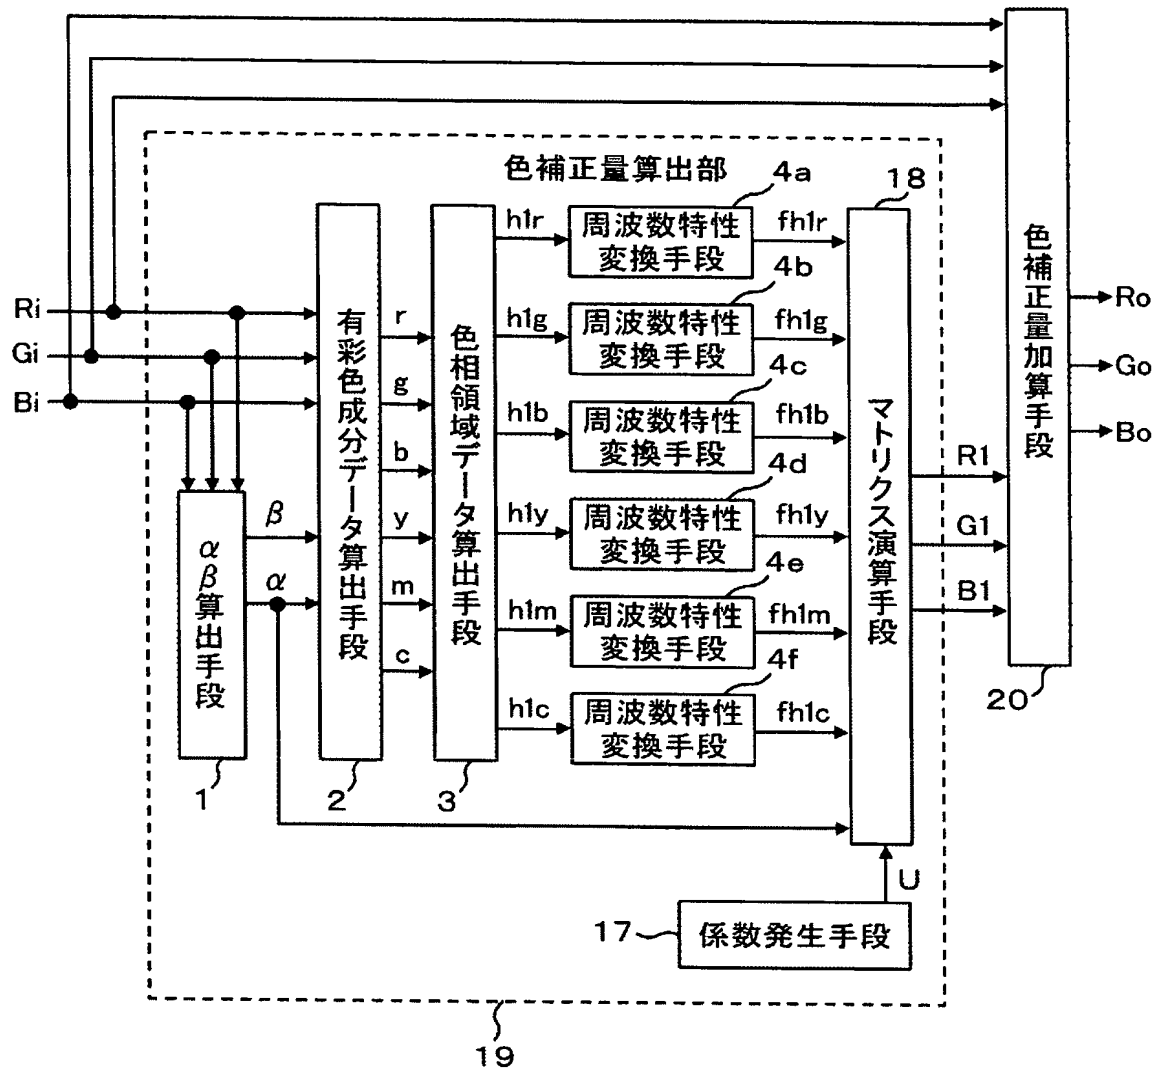 色補正量算出部
4a
18
h1r
周波数特性
変換手段
fh1r
4b
Ri
Gi
Bi
r
h1g
周波数特性
変換手段
fh1g
4c
g
h1b
周波数特性
変換手段
fh1b
4d
b
h1y
周波数特性
変換手段
fh1y
4e
y
h1m
周波数特性
変換手段
fh1m
4f
m
h1c
周波数特性
変換手段
fh1c
c
β
α
αβ算出手段
有彩色成分データ算出手段
色相領域データ算出手段
マトリクス演算手段
色補正量加算手段
Ro
Go
Bo
R1
G1
B1
1
2
3
20
U
17
係数発生手段
19